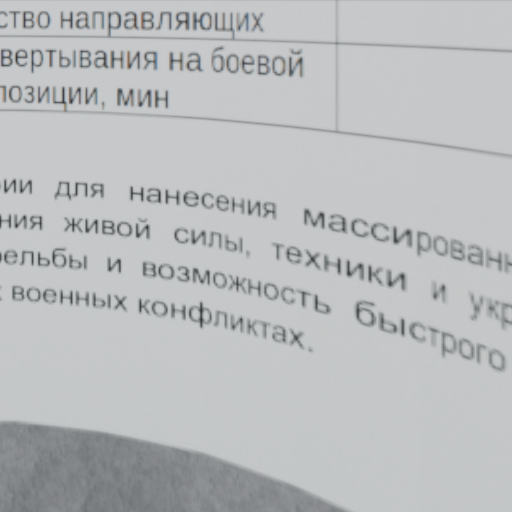 ство направляющих
вертывания на боевой
позиции, мин
ии для нанесения массированн
ния живой силы, техники и укр
рельбы и возможность быстрого
х военных конфликтах.